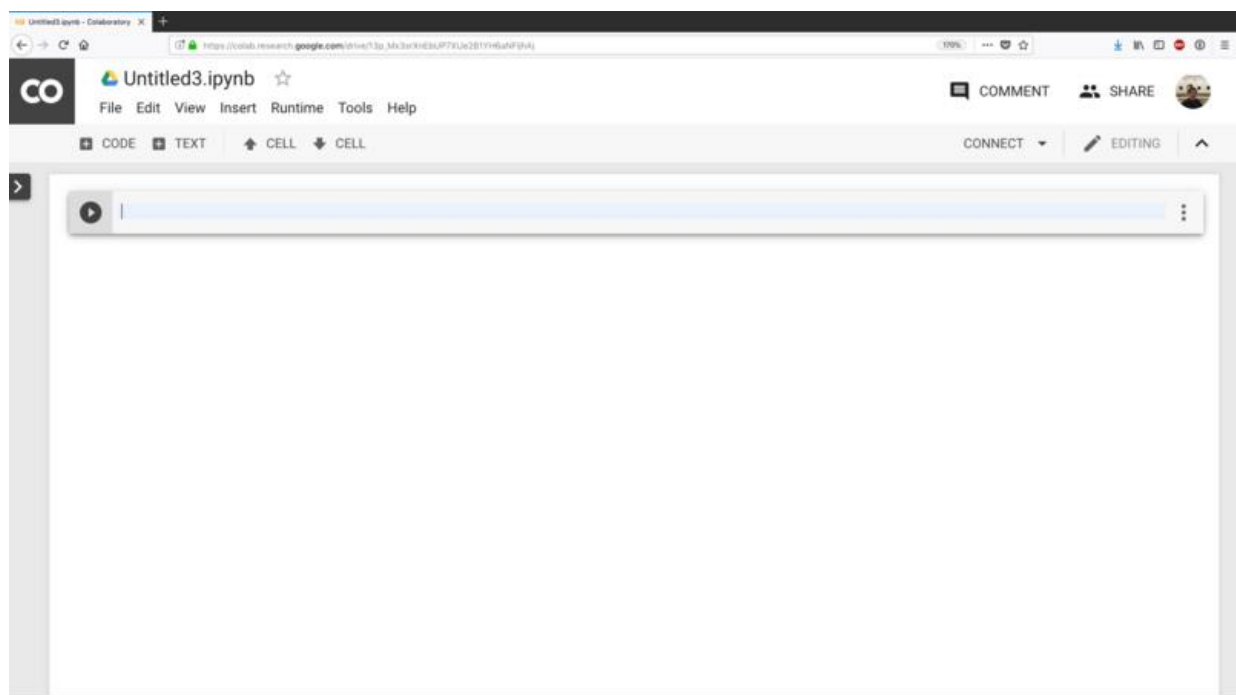 Untitled3.ipynb - Colaboratory
170%
CO
Untitled3.ipynb
COMMENT
SHARE
File Edit View Insert Runtime Tools Help
CODE TEXT CELL CELL
CONNECT
EDITING